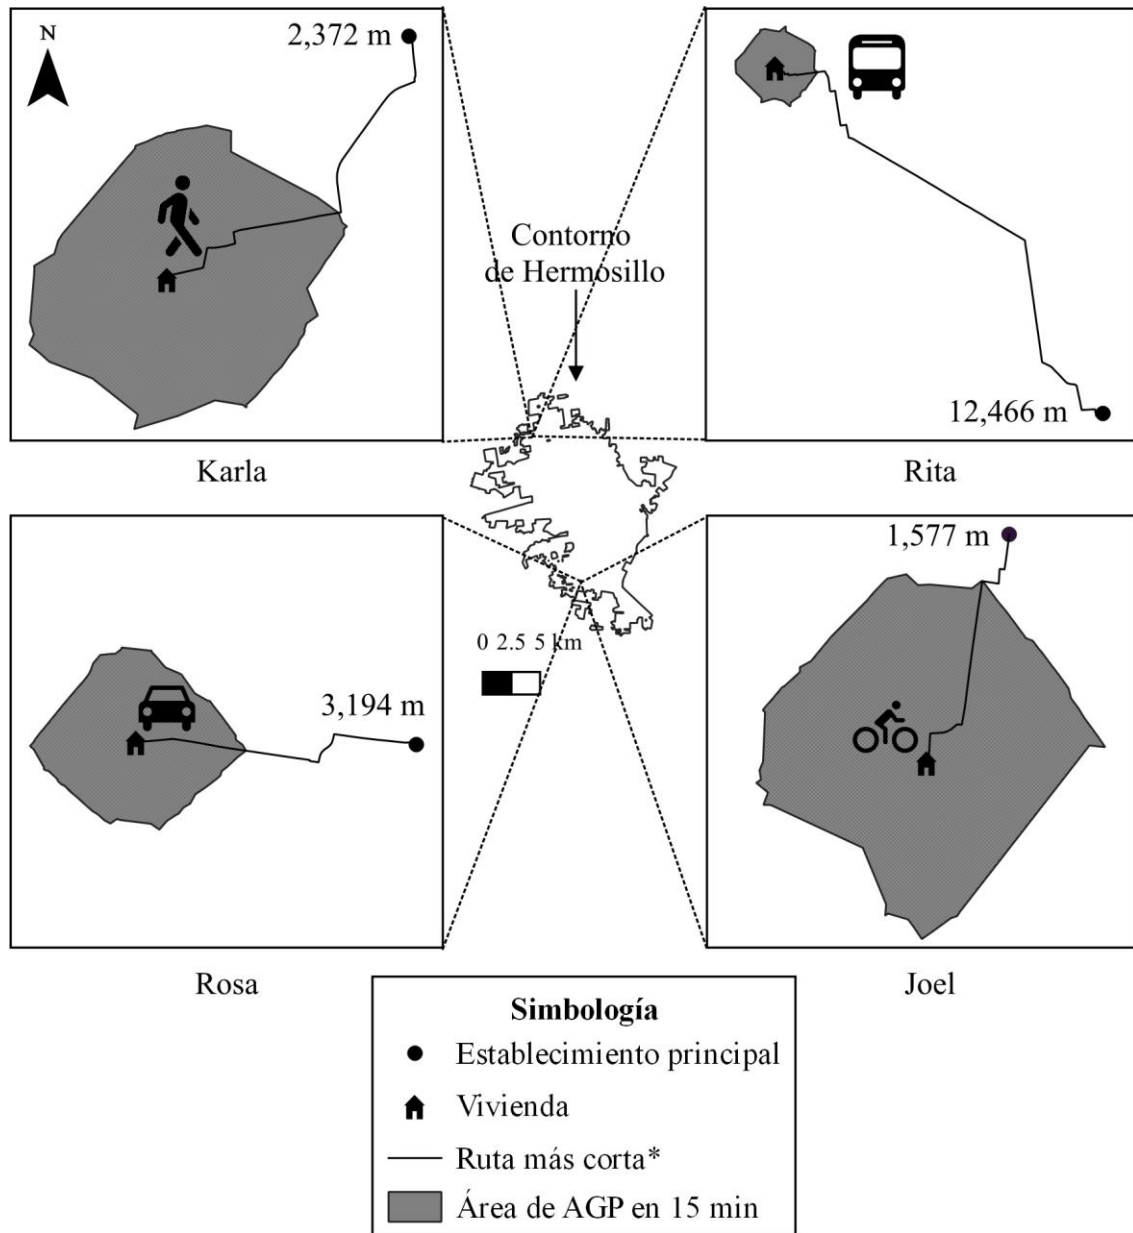 N
2,372 m
Karla
Contorno
de Hermosillo
12,466 m
Rita
0 2.5 5 km
3,194 m
Rosa
1,577 m
Joel
Simbología
Establecimiento principal
Vivienda
Ruta más corta*
Área de AGP en 15 min